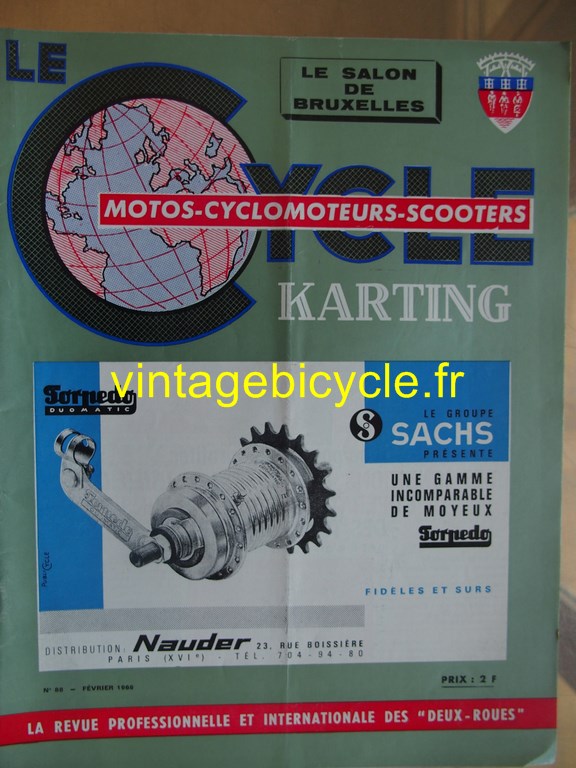 LE
CYCLE
LE SALON
DE
BRUXELLES
MOTOS-CYCLOMOTEURS-SCOOTERS
KARTING
vintagebicycle.fr
Torpedo
DUOMATIC
LE GROUPE
SACHS
PRÉSENTE
UNE GAMME
INCOMPARABLE
DE MOYEUX
Torpedo
FIDÈLES ET SURS
DISTRIBUTION: Nauder 23, RUE BOISSIÈRE
PARIS (XVIe) - TÉL. 704-94-80
FÉVRIER
PRIX : 2 F
LA REVUE PROFESSIONNELLE ET INTERNATIONALE DES "DEUX-ROUES"